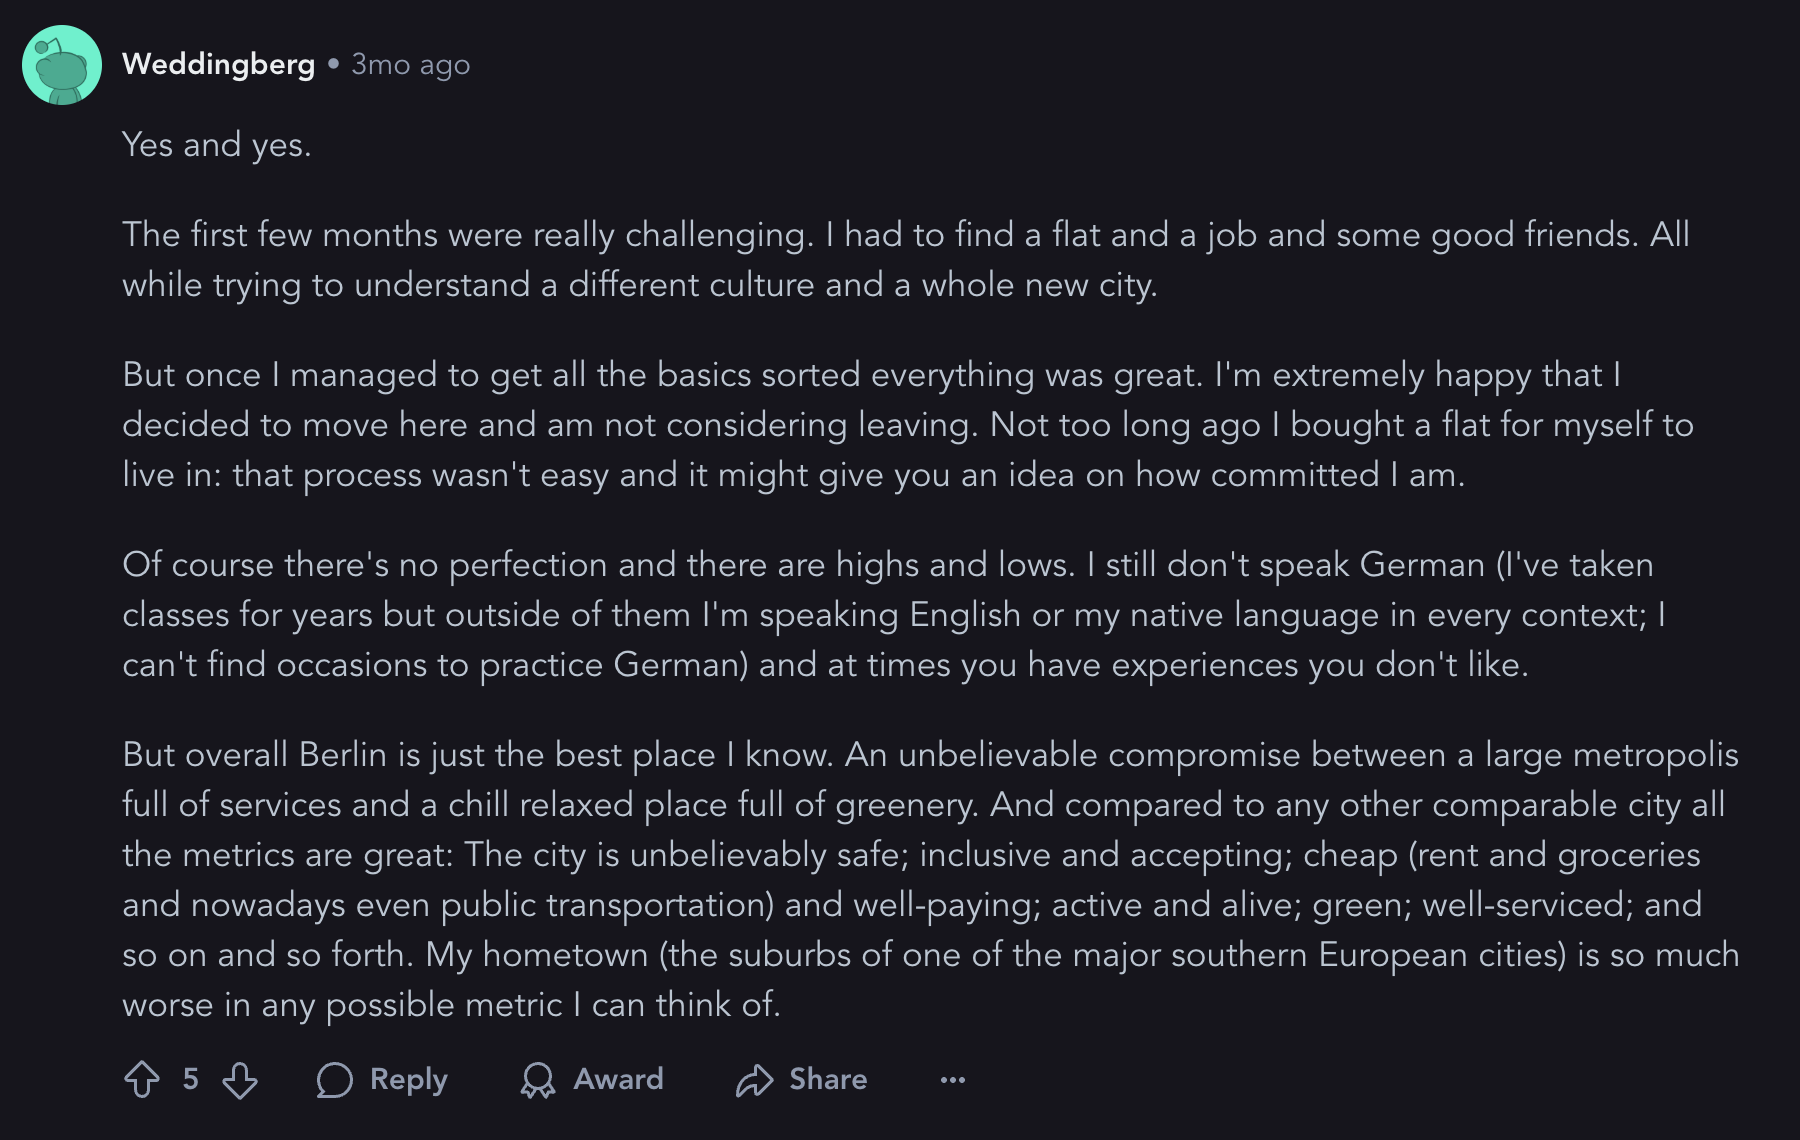 Weddingberg • 3mo ago
Yes and yes.
The first few months were really challenging. I had to find a flat and a job and some good friends. All
while trying to understand a different culture and a whole new city.
But once I managed to get all the basics sorted everything was great. I'm extremely happy that I
decided to move here and am not considering leaving. Not too long ago I bought a flat for myself to
live in: that process wasn't easy and it might give you an idea on how committed I am.
Of course there's no perfection and there are highs and lows. I still don't speak German (I've taken
classes for years but outside of them I'm speaking English or my native language in every context; I
can't find occasions to practice German) and at times you have experiences you don't like.
But overall Berlin is just the best place I know. An unbelievable compromise between a large metropolis
full of services and a chill relaxed place full of greenery. And compared to any other comparable city all
the metrics are great: The city is unbelievably safe; inclusive and accepting; cheap (rent and groceries
and nowadays even public transportation) and well-paying; active and alive; green; well-serviced; and
so on and so forth. My hometown (the suburbs of one of the major southern European cities) is so much
worse in any possible metric I can think of.
5 Reply Award Share ...